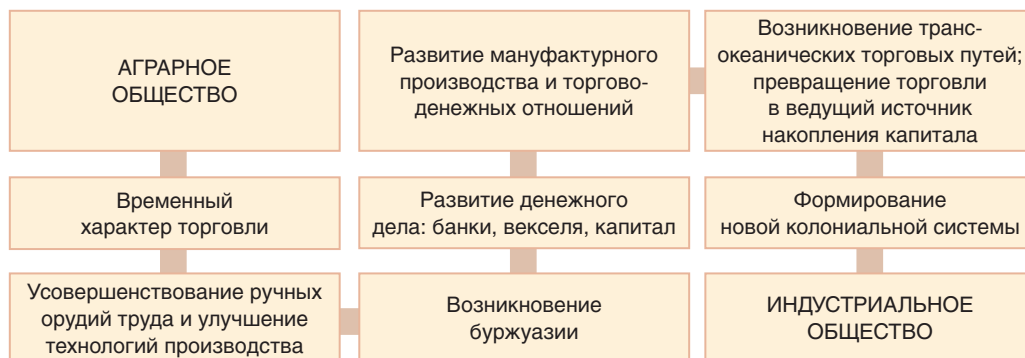 АГРАРНОЕ
ОБЩЕСТВО
Временный
характер торговли
Усовершенствование ручных
орудий труда и улучшение
технологий производства
Возникновение
буржуазии
Развитие денежного
дела: банки, векселя, капитал
Развитие мануфактурного
производства и торгово-
денежных отношений
Возникновение транс-
океанических торговых путей;
превращение торговли
в ведущий источник
накопления капитала
Формирование
новой колониальной системы
ИНДУСТРИАЛЬНОЕ
ОБЩЕСТВО